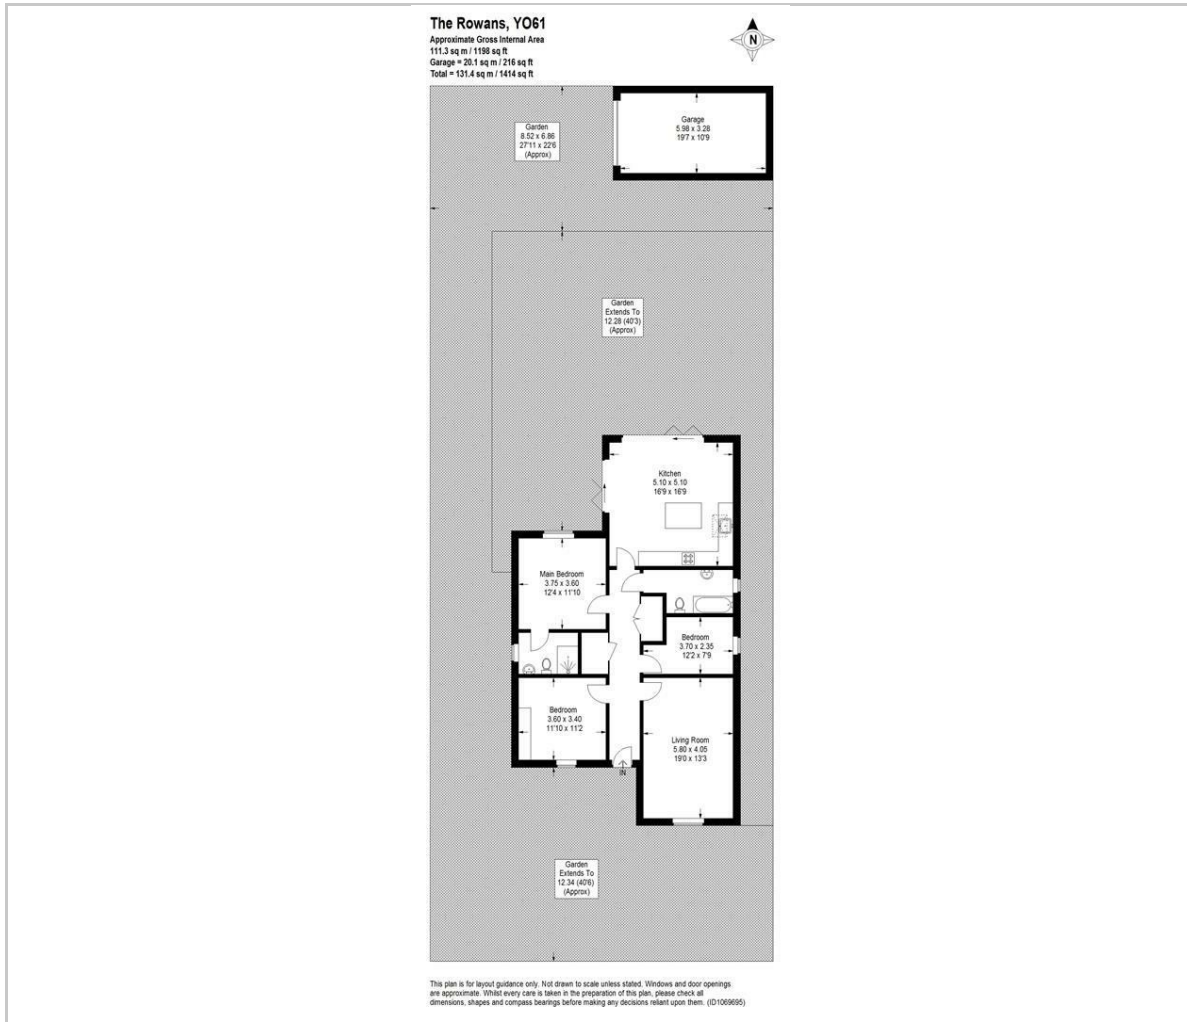 The Rowans, YO61
Approximate Gross Internal Area
111.3 sq m / 1198 sq ft
Garage = 20.1 sq m / 216 sq ft
Total = 131.4 sq m / 1414 sq ft
N
Garage
5.98 x 3.28
19'7 x 10'9
Garden
8.52 x 6.86
27'11 x 22'6
(Approx)
Garden
Extends To
12.28 (40'3)
(Approx)
Kitchen
5.10 x 5.10
16'9 x 16'9
Main Bedroom
3.75 x 3.60
12'4 x 11'10
Bedroom
3.70 x 2.35
12'2 x 7'9
Bedroom
3.60 x 3.40
11'10 x 11'2
Living Room
5.80 x 4.05
19'0 x 13'3
IN
Garden
Extends To
12.34 (40'6)
(Approx)
This plan is for layout guidance only. Not drawn to scale unless stated. Windows and door openings
are approximate. Whilst every care is taken in the preparation of this plan, please check all
dimensions, shapes and compass bearings before making any decisions reliant upon them. (ID1069695)